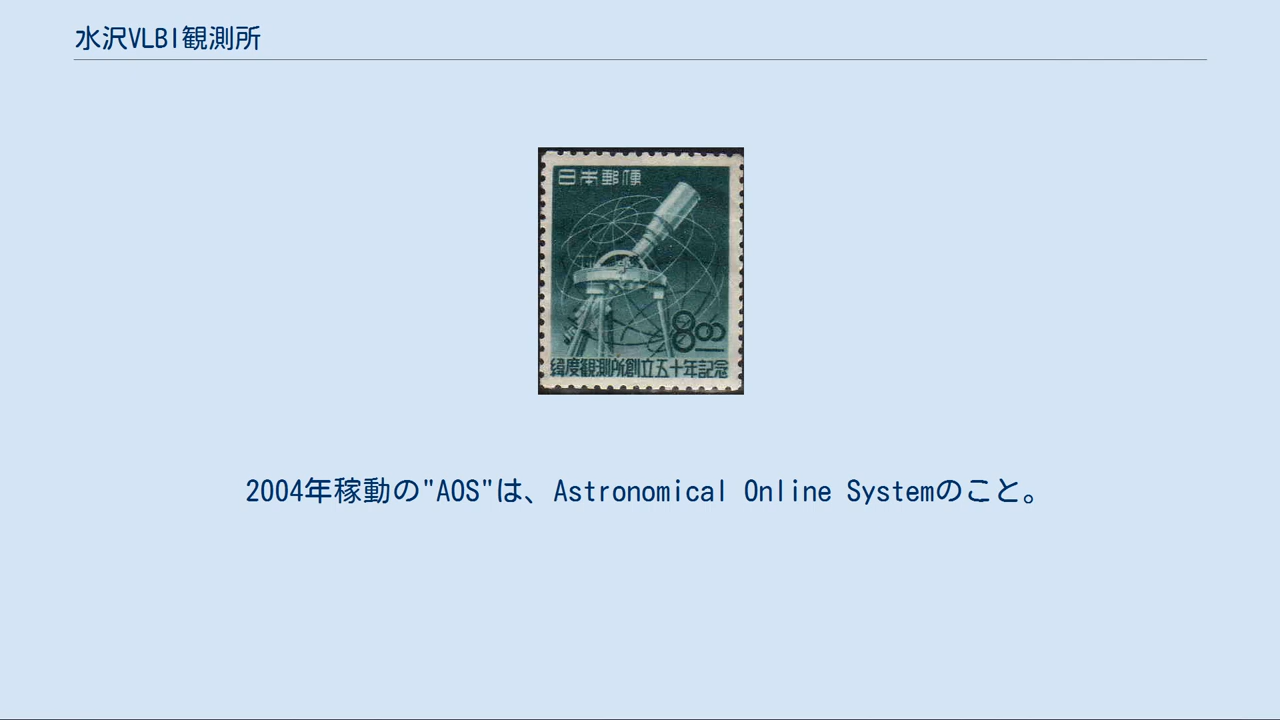 水沢VLBI観測所
日本郵便
8.00
緯度観測所創立五十年記念
2004年稼動の"AOS"は、Astronomical Online Systemのこと。